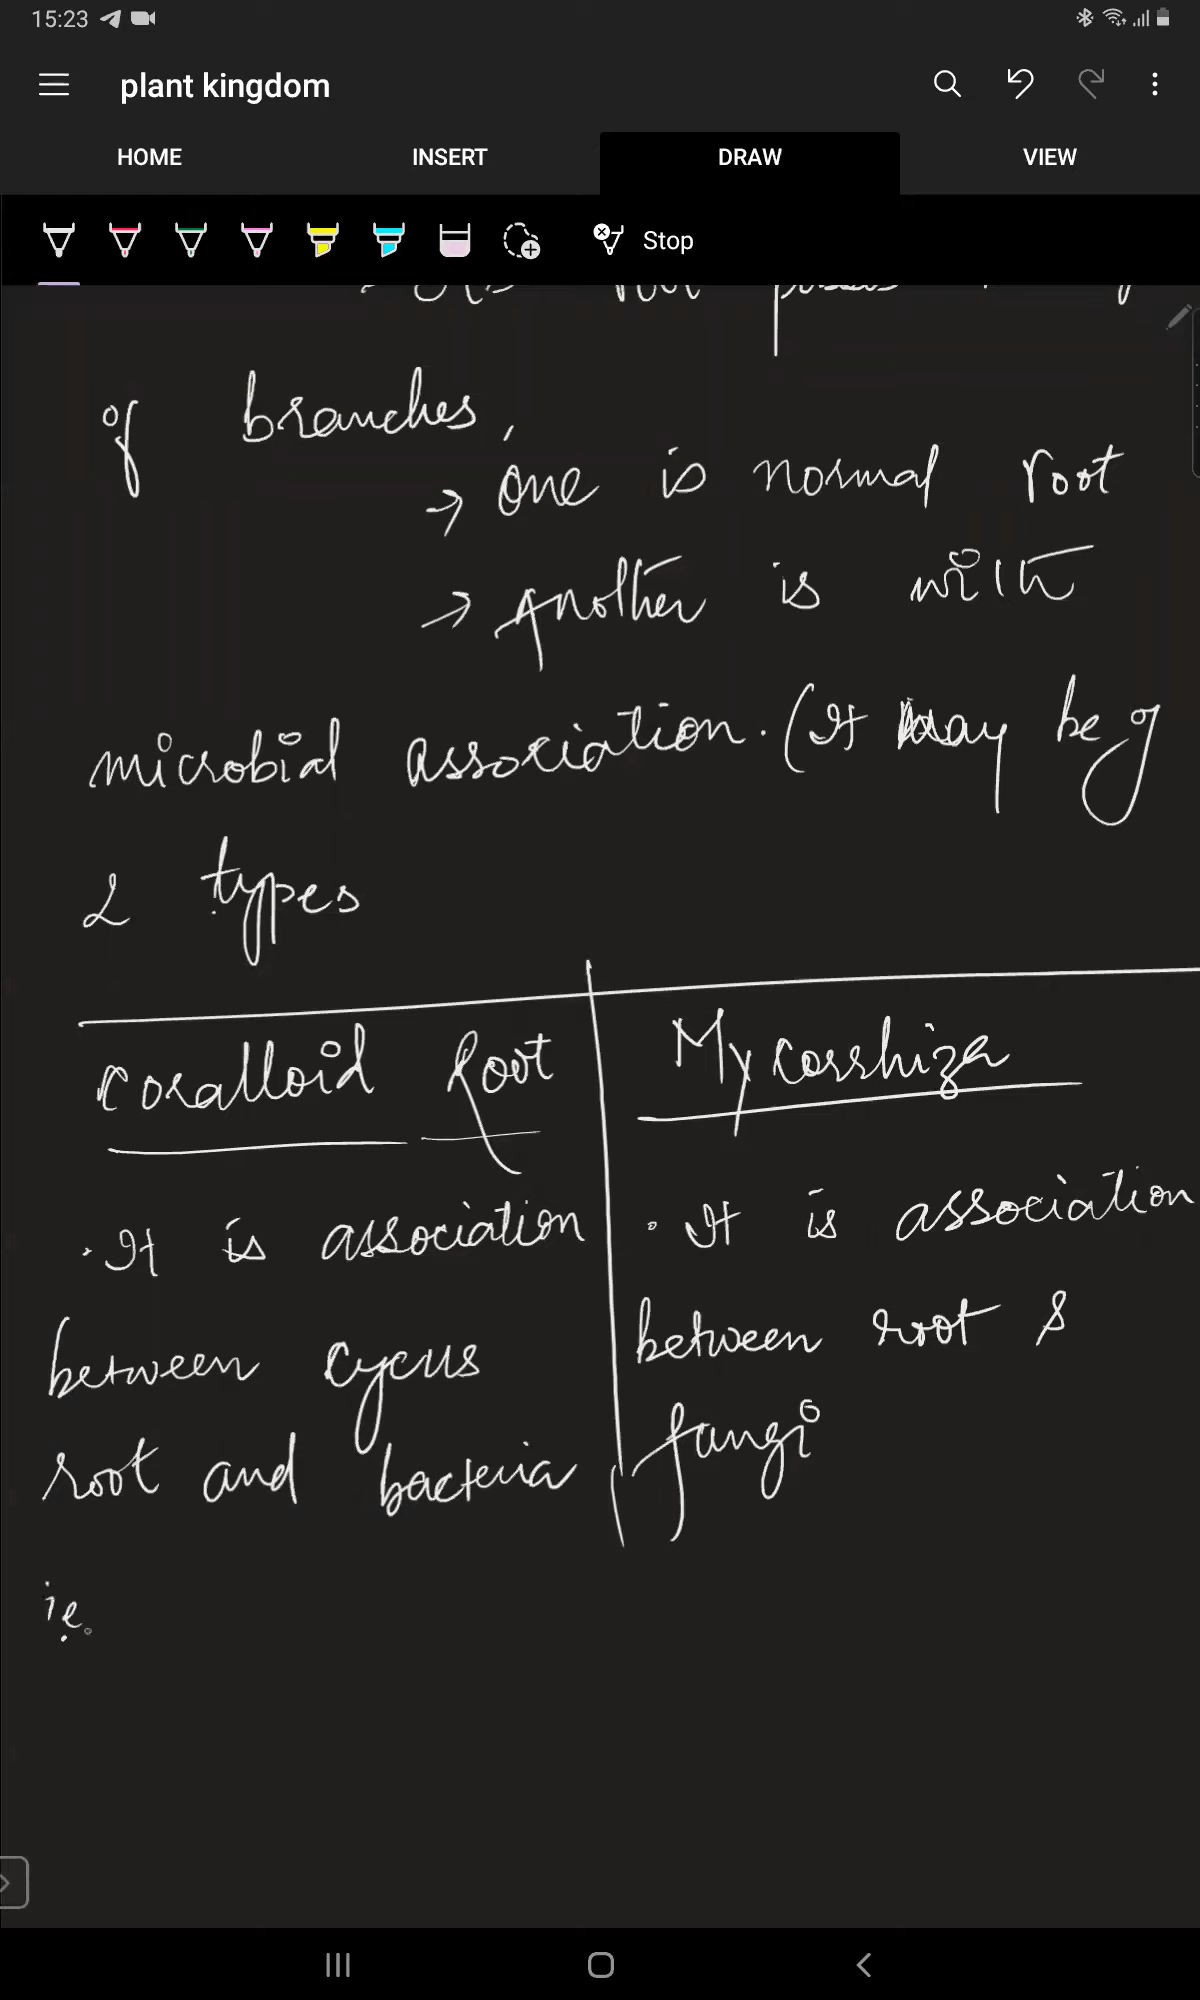 15:23
plant kingdom
HOME INSERT DRAW VIEW
Stop
root
of branches,
→ one is normal root
→ another is with
microbial association. (It may be of
2 types
Coralloid Root
Mycorrhiza
· It is association
between cycus
root and bacteria
ie.
· It is association
between root &
fungi